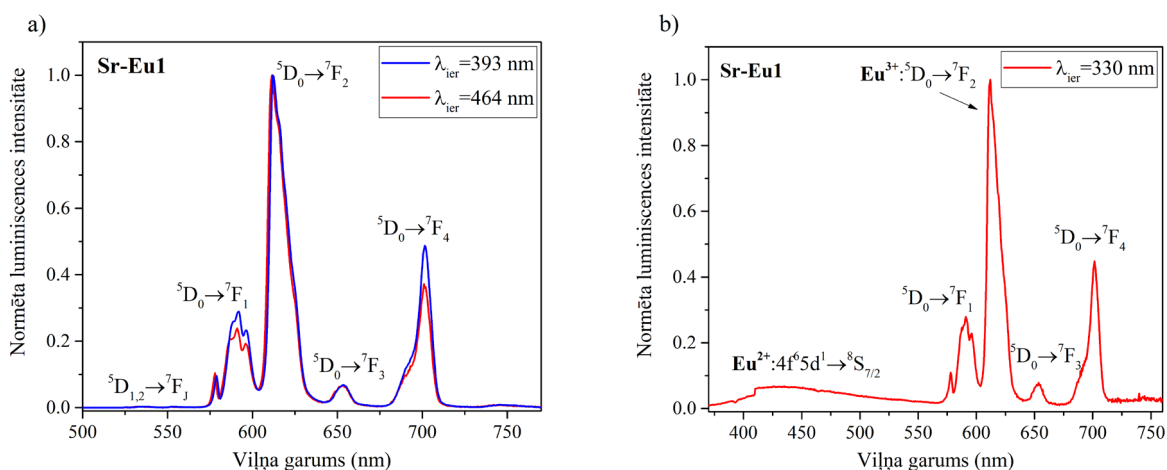 a)
Sr-Eu1
λ_ier=393 nm
λ_ier=464 nm
⁵D₀→⁷F₂
⁵D₀→⁷F₄
⁵D₀→⁷F₁
⁵D₀→⁷F₃
⁵D₁,₂→⁷F_J
Normēta luminiscences intensitāte
1.0
0.8
0.6
0.4
0.2
0.0
500 550 600 650 700 750
Viļņa garums (nm)
b)
Sr-Eu1
λ_ier=330 nm
Eu³⁺:⁵D₀→⁷F₂
⁵D₀→⁷F₄
⁵D₀→⁷F₁
⁵D₀→⁷F₃
Eu²⁺:4f⁶5d¹→⁸S₇/₂
Normēta luminiscences intensitāte
1.0
0.8
0.6
0.4
0.2
0.0
400 450 500 550 600 650 700 750
Viļņa garums (nm)